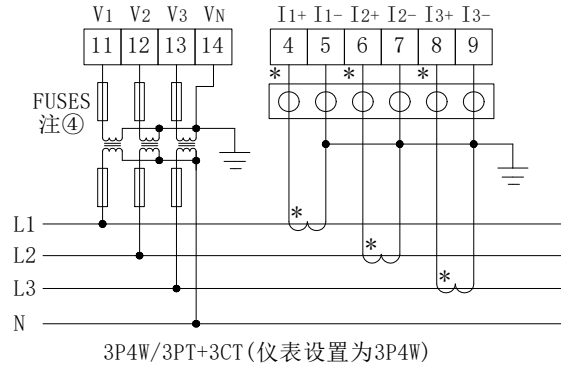 V1 V2 V3 VN I1+ I1- I2+ I2- I3+ I3-
11 12 13 14 4 5 6 7 8 9
* * *
FUSES
注④
*
L1
*
L2
*
L3
N
3P4W/3PT+3CT(仪表设置为3P4W)